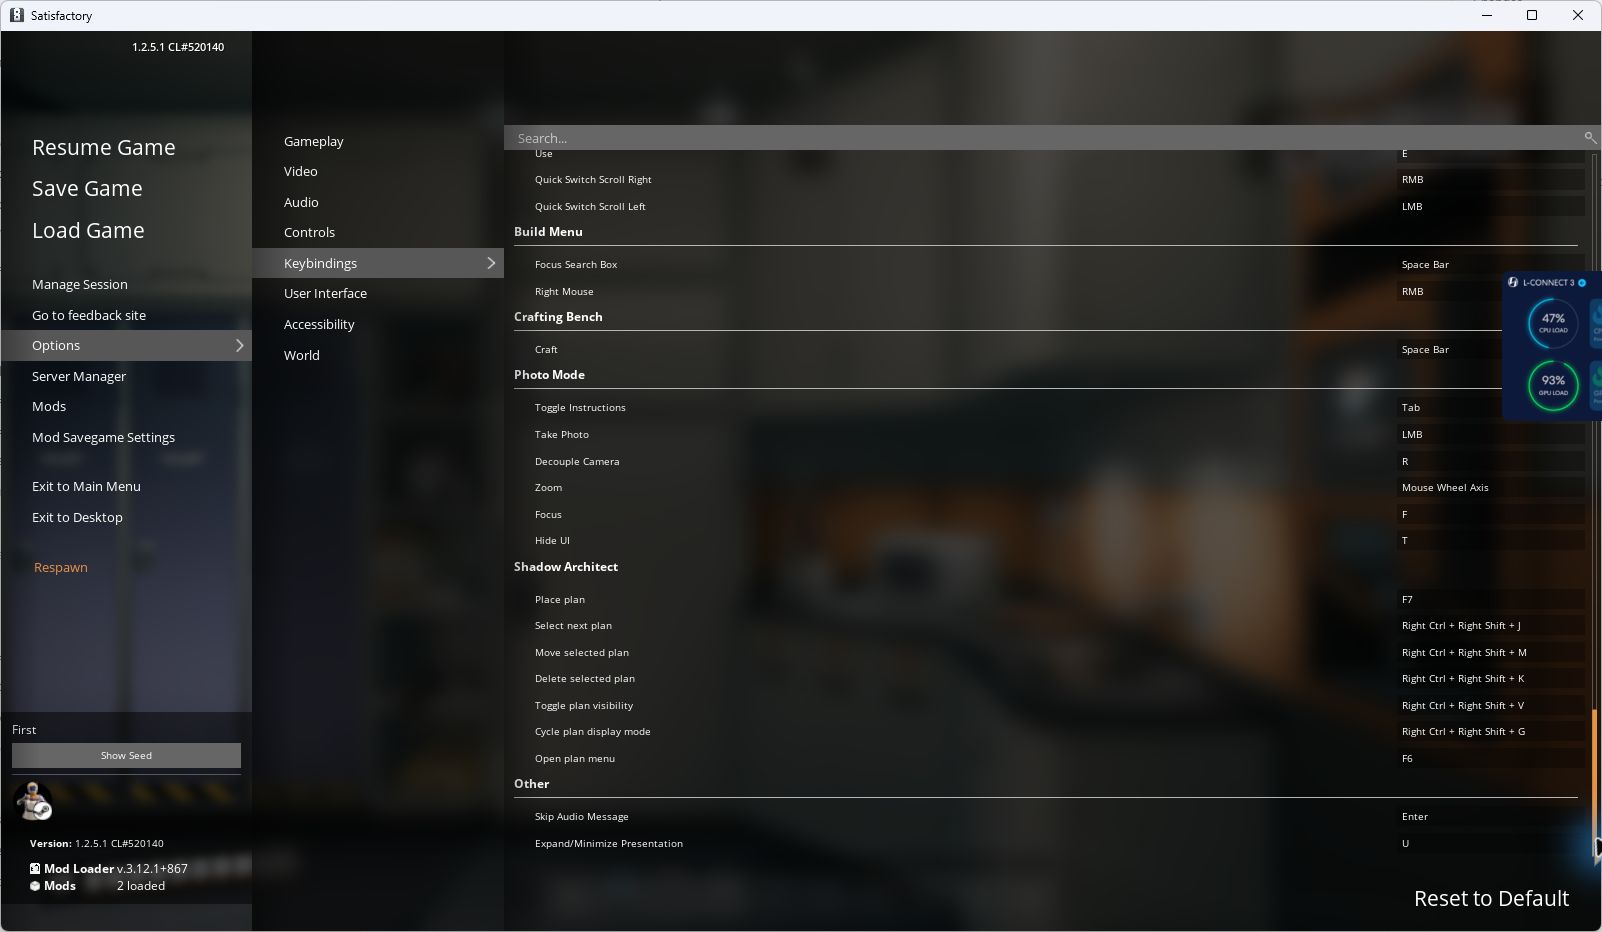 Satisfactory
1.2.5.1 CL#520140
Resume Game
Save Game
Load Game
Manage Session
Go to feedback site
Options
Server Manager
Mods
Mod Savegame Settings
Exit to Main Menu
Exit to Desktop
Respawn
First
Show Seed
Version: 1.2.5.1 CL#520140
Mod Loader v.3.12.1+867
Mods 2 loaded
Gameplay
Video
Audio
Controls
Keybindings
User Interface
Accessibility
World
Search...
Use E
Quick Switch Scroll Right RMB
Quick Switch Scroll Left LMB
Build Menu
Focus Search Box Space Bar
Right Mouse RMB
Crafting Bench
Craft Space Bar
Photo Mode
Toggle Instructions Tab
Take Photo LMB
Decouple Camera R
Zoom Mouse Wheel Axis
Focus F
Hide UI T
Shadow Architect
Place plan F7
Select next plan Right Ctrl + Right Shift + J
Move selected plan Right Ctrl + Right Shift + M
Delete selected plan Right Ctrl + Right Shift + K
Toggle plan visibility Right Ctrl + Right Shift + V
Cycle plan display mode Right Ctrl + Right Shift + G
Open plan menu F6
Other
Skip Audio Message Enter
Expand/Minimize Presentation U
Reset to Default
L-CONNECT 3
47%
CPU LOAD
93%
GPU LOAD